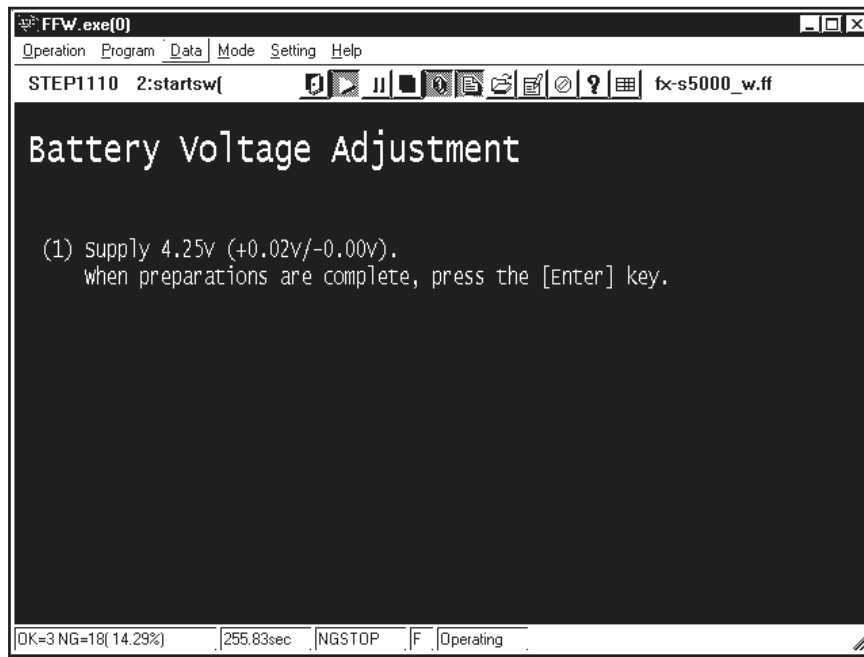 FFW.exe(0)
Operation Program Data Mode Setting Help
STEP1110 2:startsw( fx-s5000_w.ff
Battery Voltage Adjustment
(1) Supply 4.25V (+0.02V/-0.00V).
When preparations are complete, press the [Enter] key.
OK=3 NG=18( 14.29%) 255.83sec NGSTOP F Operating